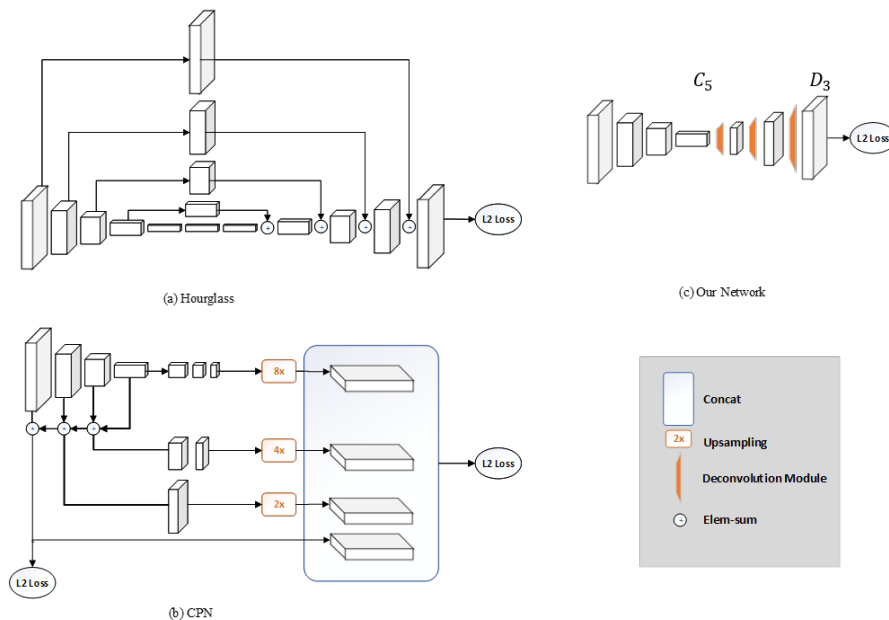 L2 Loss
(a) Hourglass
C₅
D₃
L2 Loss
(c) Our Network
8x
4x
L2 Loss
2x
L2 Loss
(b) CPN
Concat
2x
Upsampling
Deconvolution Module
Elem-sum